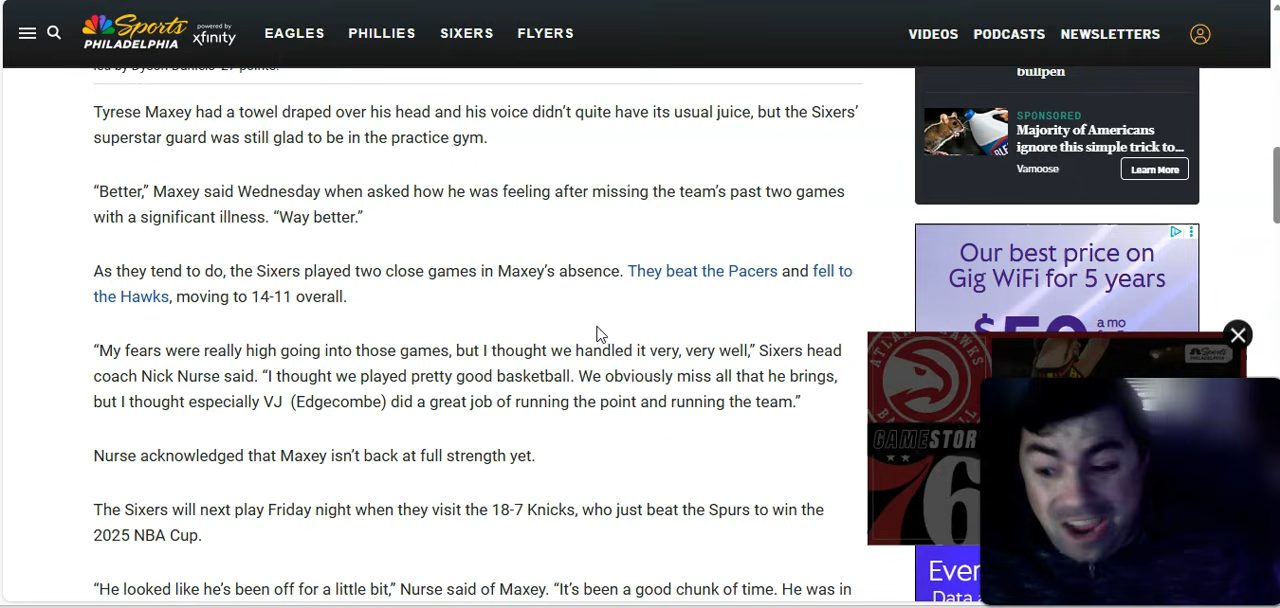 Sports
PHILADELPHIA
powered by
xfinity
EAGLES
PHILLIES
SIXERS
FLYERS
VIDEOS
PODCASTS
NEWSLETTERS
bullpen
Tyrese Maxey had a towel draped over his head and his voice didn’t quite have its usual juice, but the Sixers’
superstar guard was still glad to be in the practice gym.
“Better,” Maxey said Wednesday when asked how he was feeling after missing the team’s past two games
with a significant illness. “Way better.”
As they tend to do, the Sixers played two close games in Maxey’s absence. They beat the Pacers and fell to
the Hawks, moving to 14-11 overall.
“My fears were really high going into those games, but I thought we handled it very, very well,” Sixers head
coach Nick Nurse said. “I thought we played pretty good basketball. We obviously miss all that he brings,
but I thought especially VJ (Edgecombe) did a great job of running the point and running the team.”
Nurse acknowledged that Maxey isn’t back at full strength yet.
The Sixers will next play Friday night when they visit the 18-7 Knicks, who just beat the Spurs to win the
2025 NBA Cup.
“He looked like he’s been off for a little bit,” Nurse said of Maxey. “It’s been a good chunk of time. He was in
SPONSORED
Majority of Americans
ignore this simple trick to...
Vamoose
Learn More
Our best price on
Gig WiFi for 5 years
a mo
ATLANTA HAWKS
Sports
PHILADELPHIA
GAMESTOR
76
Ever
Data